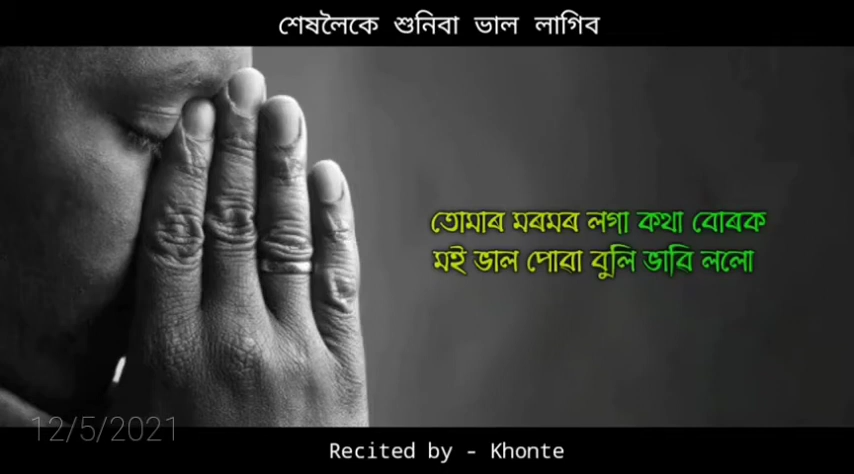 শেষলৈকে শুনিবা ভাল লাগিব
তোমাৰ মৰমৰ লগা কথা বোৰক
মই ভাল পোৱা বুলি ভাৱি ললো
12/5/2021
Recited by - Khonte